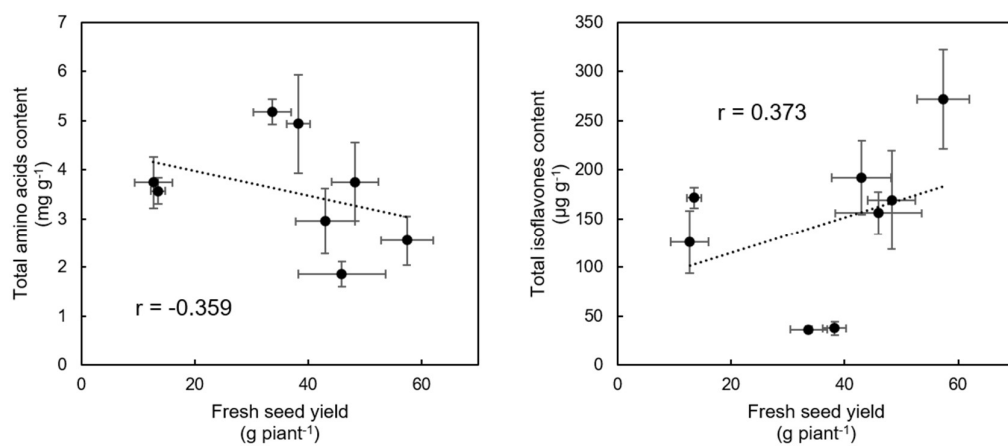 Total amino acids content
(mg g⁻¹)
7
6
5
4
3
2
1
0
r = -0.359
0 20 40 60
Fresh seed yield
(g piant⁻¹)
Total isoflavones content
(µg g⁻¹)
350
300
250
200
150
100
50
0
r = 0.373
0 20 40 60
Fresh seed yield
(g piant⁻¹)